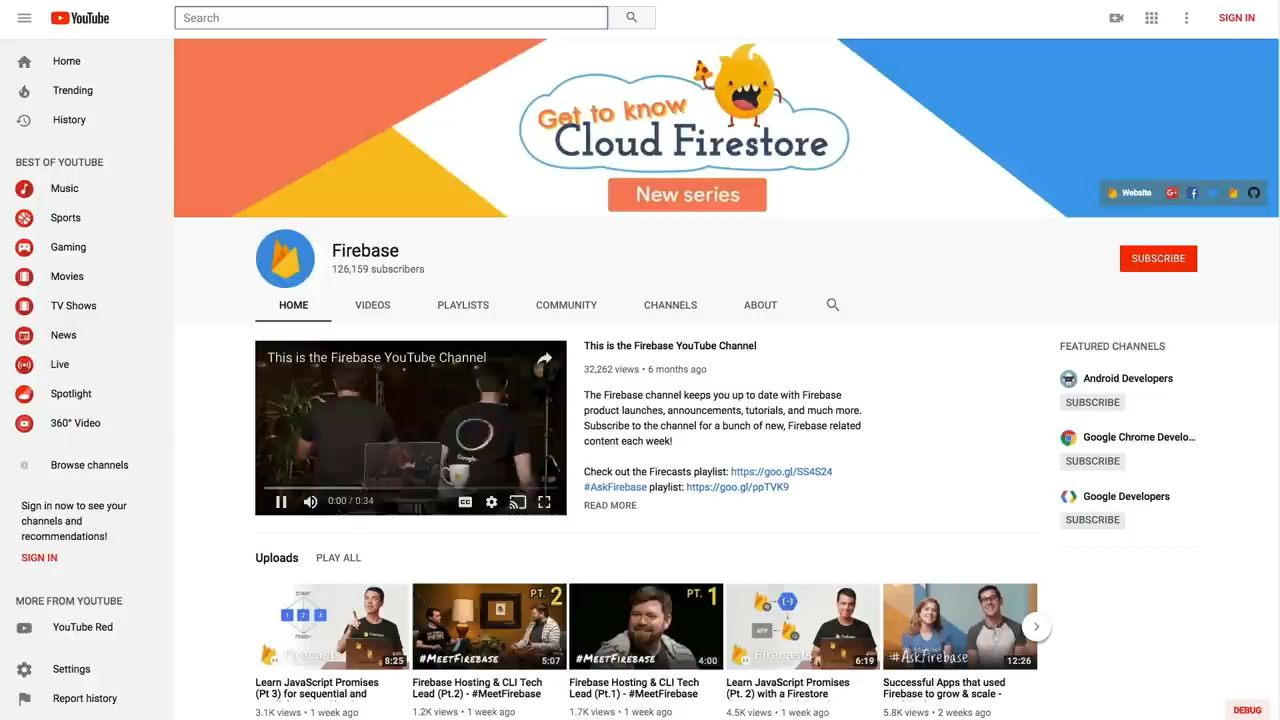 YouTube
Search
SIGN IN
Home
Trending
History
BEST OF YOUTUBE
Music
Sports
Gaming
Movies
TV Shows
News
Live
Spotlight
360° Video
Browse channels
Sign in now to see your
channels and
recommendations!
SIGN IN
MORE FROM YOUTUBE
YouTube Red
Settings
Report history
Get to know
Cloud Firestore
New series
Website
Firebase
126,159 subscribers
SUBSCRIBE
HOME
VIDEOS
PLAYLISTS
COMMUNITY
CHANNELS
ABOUT
This is the Firebase YouTube Channel
Google
0:00 / 0:34
CC
This is the Firebase YouTube Channel
32,262 views • 6 months ago
The Firebase channel keeps you up to date with Firebase
product launches, announcements, tutorials, and much more.
Subscribe to the channel for a bunch of new, Firebase related
content each week!
Check out the Firecasts playlist: https://goo.gl/SS4S24
#AskFirebase playlist: https://goo.gl/ppTVK9
READ MORE
FEATURED CHANNELS
Android Developers
SUBSCRIBE
Google Chrome Develo...
SUBSCRIBE
Google Developers
SUBSCRIBE
Uploads
PLAY ALL
START
1 2 3
FINISH
Firecasts
8:25
Learn JavaScript Promises
(Pt 3) for sequential and
3.1K views • 1 week ago
PT. 2
#MEETFIREBASE
5:07
Firebase Hosting & CLI Tech
Lead (Pt.2) - #MeetFirebase
1.2K views • 1 week ago
PT. 1
#MEETFIREBASE
4:00
Firebase Hosting & CLI Tech
Lead (Pt.1) - #MeetFirebase
1.7K views • 1 week ago
APP
Firecasts
6:19
Learn JavaScript Promises
(Pt. 2) with a Firestore
4.5K views • 1 week ago
#AskFirebase
12:26
Successful Apps that used
Firebase to grow & scale -
5.8K views • 2 weeks ago
DEBUG